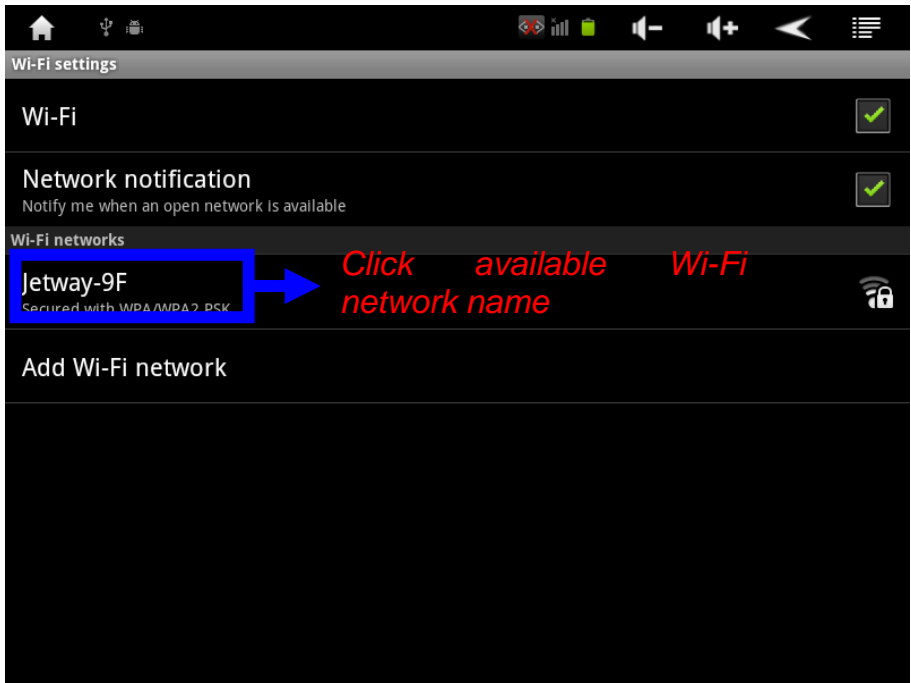 Wi-Fi settings
Wi-Fi
Network notification
Notify me when an open network is available
Wi-Fi networks
Jetway-9F
Secured with WPA/WPA2 PSK
Click available Wi-Fi
network name
Add Wi-Fi network